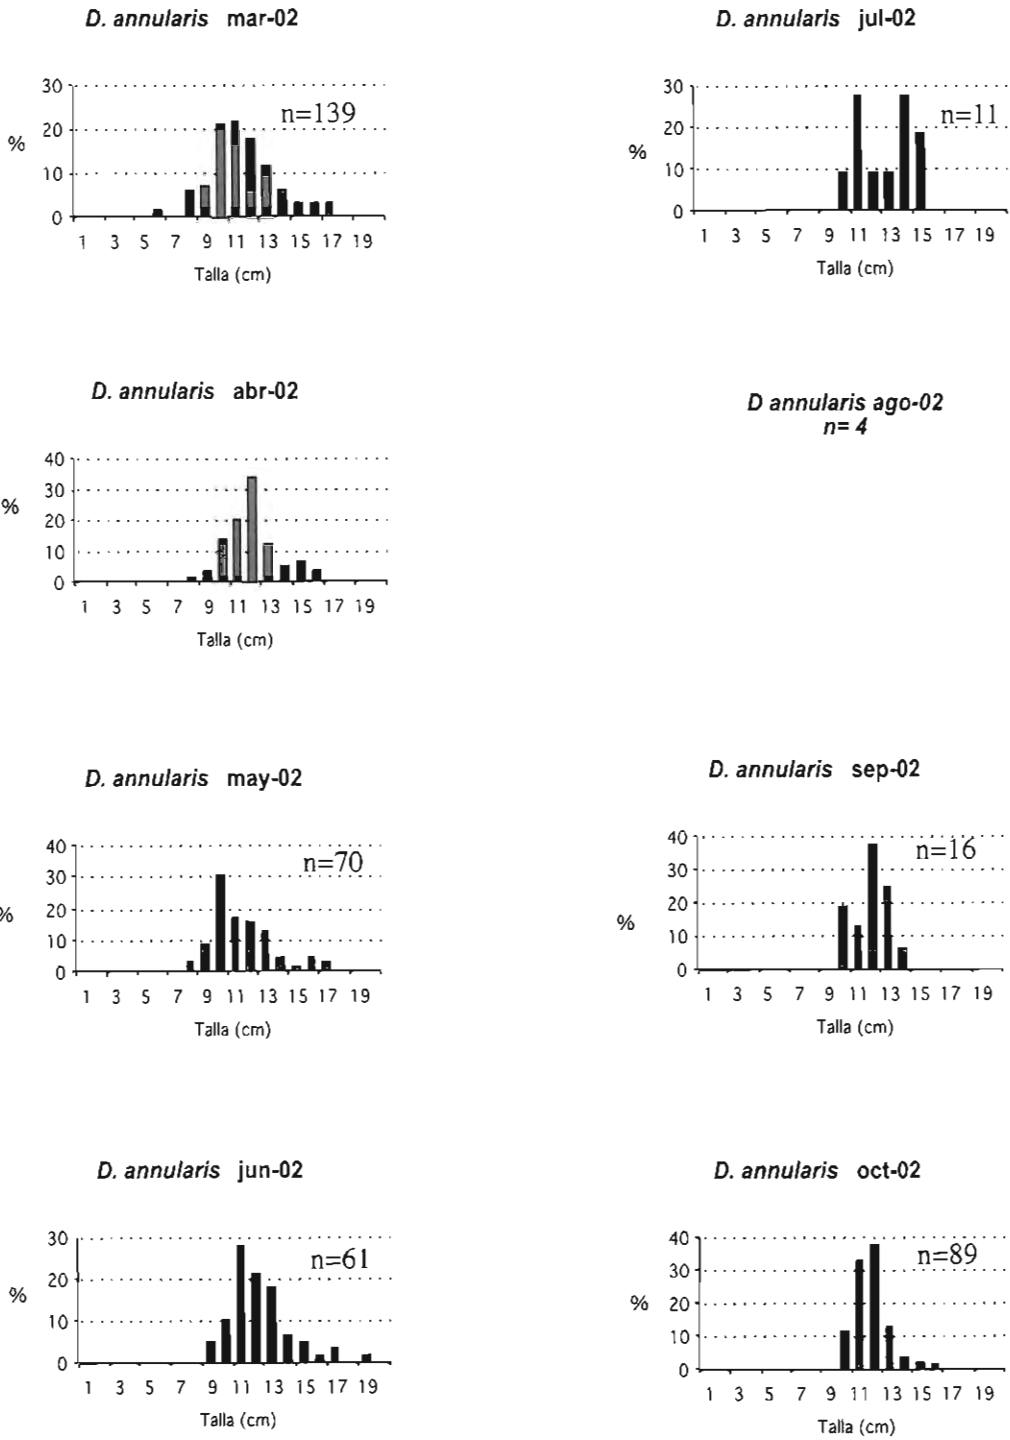 D. annularis mar-02
30
n=139
20
%
10
0
1 3 5 7 9 11 13 15 17 19
Talla (cm)
D. annularis jul-02
30
n=11
20
%
10
0
1 3 5 7 9 11 13 15 17 19
Talla (cm)
D. annularis abr-02
40
30
%
20
10
0
1 3 5 7 9 11 13 15 17 19
Talla (cm)
D annularis ago-02
n= 4
D. annularis may-02
40
n=70
30
20
%
10
0
1 3 5 7 9 11 13 15 17 19
Talla (cm)
D. annularis sep-02
40
n=16
30
20
%
10
0
1 3 5 7 9 11 13 15 17 19
Talla (cm)
D. annularis jun-02
30
n=61
20
%
10
0
1 3 5 7 9 11 13 15 17 19
Talla (cm)
D. annularis oct-02
40
n=89
30
20
%
10
0
1 3 5 7 9 11 13 15 17 19
Talla (cm)